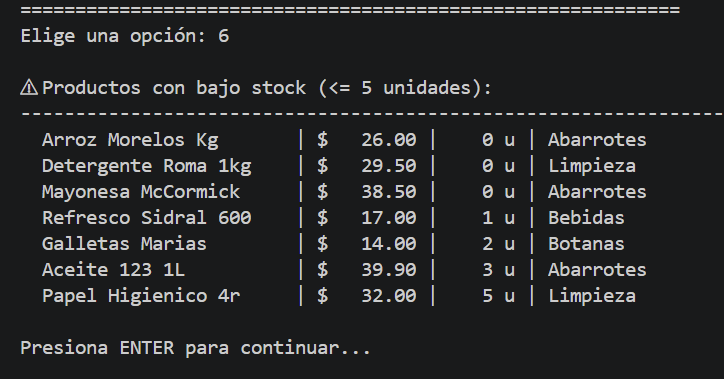 ============================================================
Elige una opción: 6
⚠ Productos con bajo stock (<= 5 unidades):
----------------------------------------------------------------
Arroz Morelos Kg       | $   26.00 |    0 u | Abarrotes
Detergente Roma 1kg    | $   29.50 |    0 u | Limpieza
Mayonesa McCormick     | $   38.50 |    0 u | Abarrotes
Refresco Sidral 600    | $   17.00 |    1 u | Bebidas
Galletas Marias        | $   14.00 |    2 u | Botanas
Aceite 123 1L          | $   39.90 |    3 u | Abarrotes
Papel Higienico 4r     | $   32.00 |    5 u | Limpieza
Presiona ENTER para continuar...